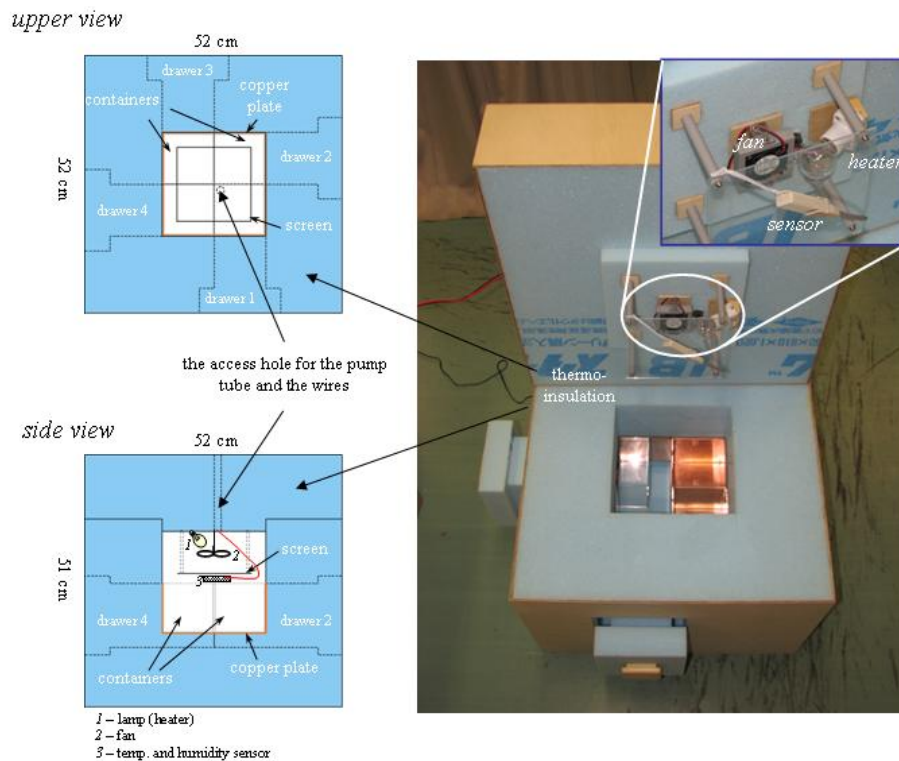 upper view
52 cm
drawer 3
containers
copper
plate
drawer 2
52 cm
drawer 4
screen
drawer 1
the access hole for the pump
tube and the wires
side view
52 cm
1
2
screen
3
51 cm
drawer 4
drawer 2
containers
copper plate
1 – lamp (heater)
2 – fan
3 – temp. and humidity sensor
fan
heater
sensor
thermo-
insulation